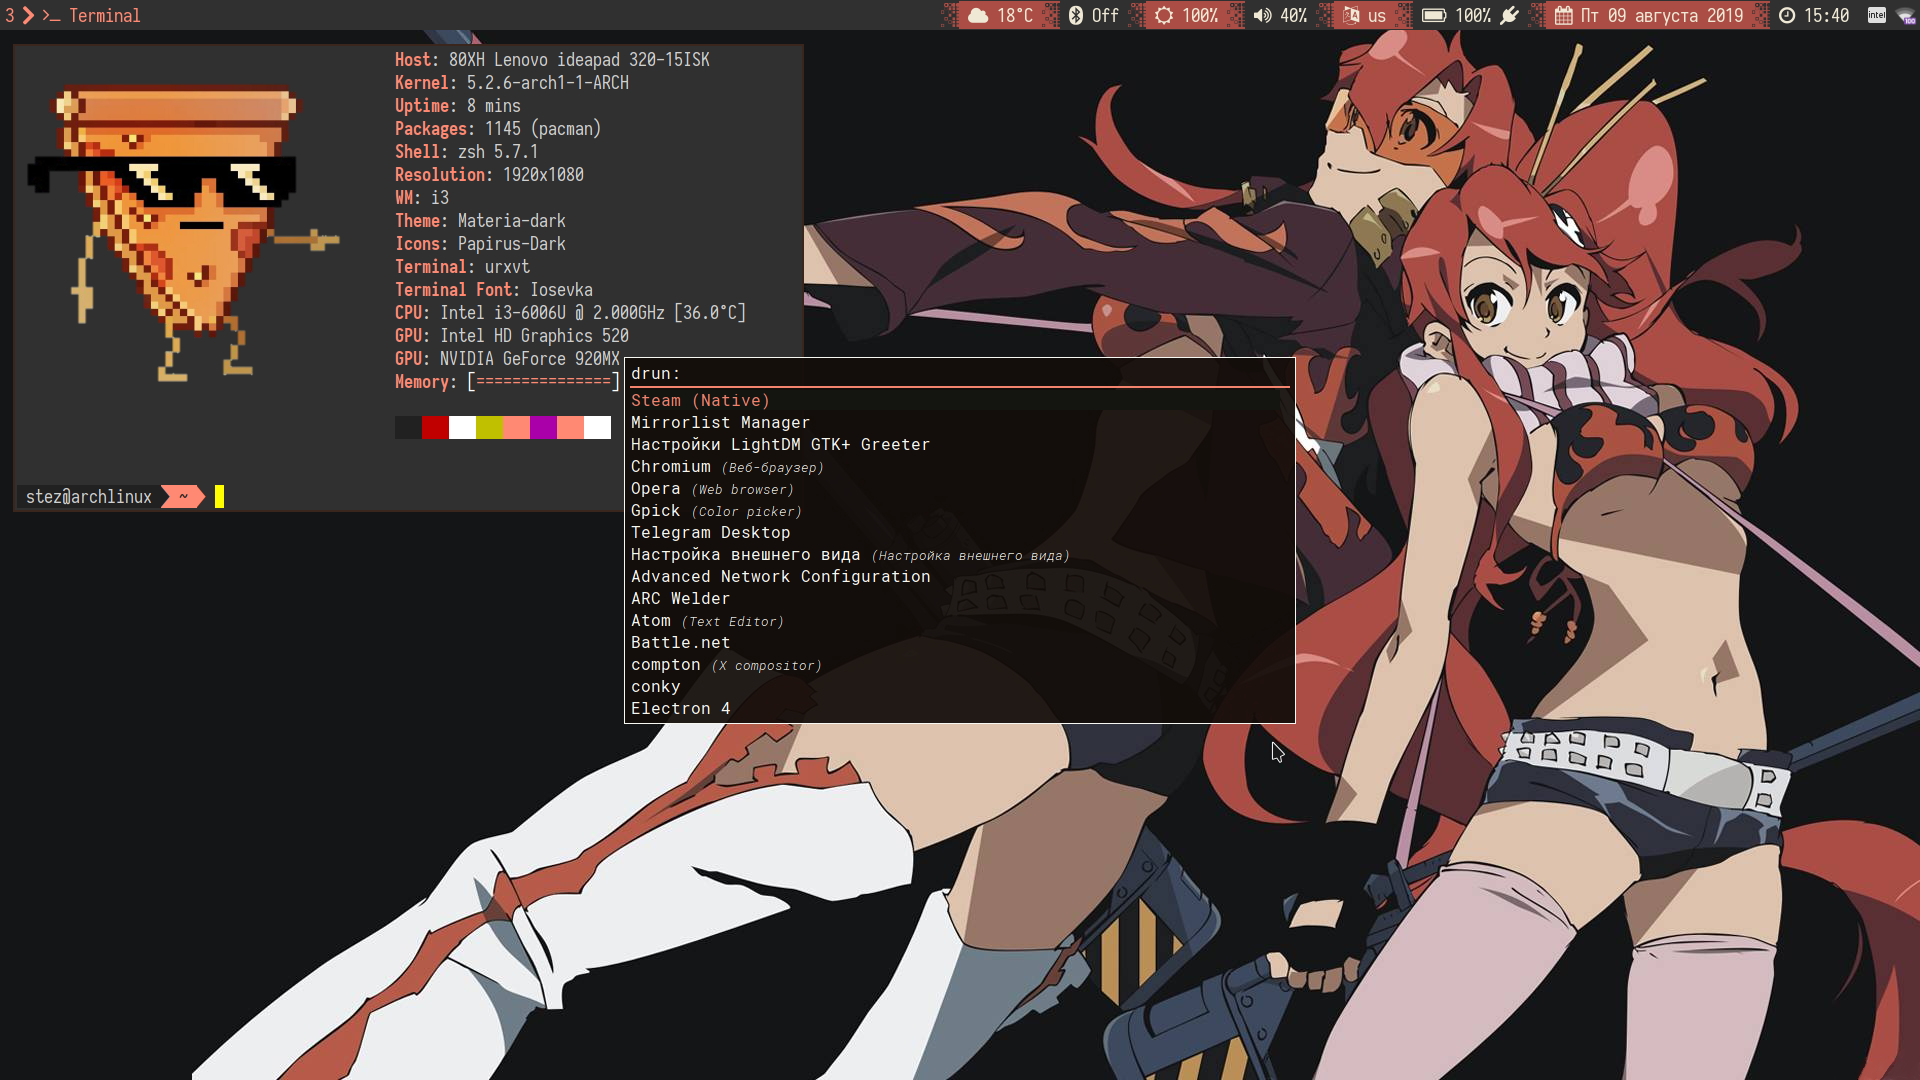 3 >_ Terminal 18°C Off 100% 40% us 100% Пт 09 августа 2019 15:40 intel 100
Host: 80XH Lenovo ideapad 320-15ISK
Kernel: 5.2.6-arch1-1-ARCH
Uptime: 8 mins
Packages: 1145 (pacman)
Shell: zsh 5.7.1
Resolution: 1920x1080
WM: i3
Theme: Materia-dark
Icons: Papirus-Dark
Terminal: urxvt
Terminal Font: Iosevka
CPU: Intel i3-6006U @ 2.000GHz [36.0°C]
GPU: Intel HD Graphics 520
GPU: NVIDIA GeForce 920MX
Memory: [===============]
stez@archlinux ~
drun:
Steam (Native)
Mirrorlist Manager
Настройки LightDM GTK+ Greeter
Chromium (Веб-браузер)
Opera (Web browser)
Gpick (Color picker)
Telegram Desktop
Настройка внешнего вида (Настройка внешнего вида)
Advanced Network Configuration
ARC Welder
Atom (Text Editor)
Battle.net
compton (X compositor)
conky
Electron 4